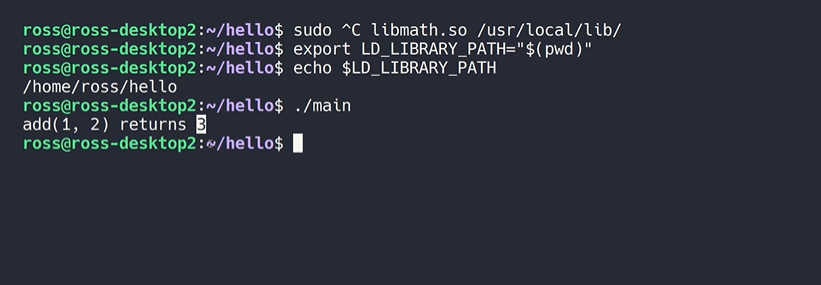 ross@ross-desktop2:~/hello$ sudo ^C libmath.so /usr/local/lib/
ross@ross-desktop2:~/hello$ export LD_LIBRARY_PATH="$(pwd)"
ross@ross-desktop2:~/hello$ echo $LD_LIBRARY_PATH
/home/ross/hello
ross@ross-desktop2:~/hello$ ./main
add(1, 2) returns 3
ross@ross-desktop2:~/hello$